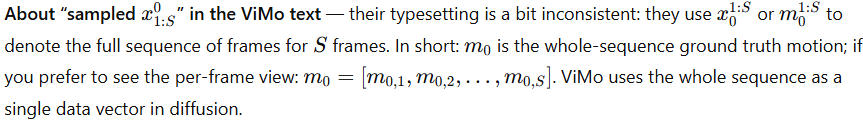 About “sampled $x_{1:S}^{0}$” in the ViMo text — their typesetting is a bit inconsistent: they use $x_0^{1:S}$ or $m_0^{1:S}$ to
denote the full sequence of frames for $S$ frames. In short: $m_0$ is the whole-sequence ground truth motion; if
you prefer to see the per-frame view: $m_0 = [m_{0,1}, m_{0,2}, \ldots, m_{0,S}]$. ViMo uses the whole sequence as a
single data vector in diffusion.